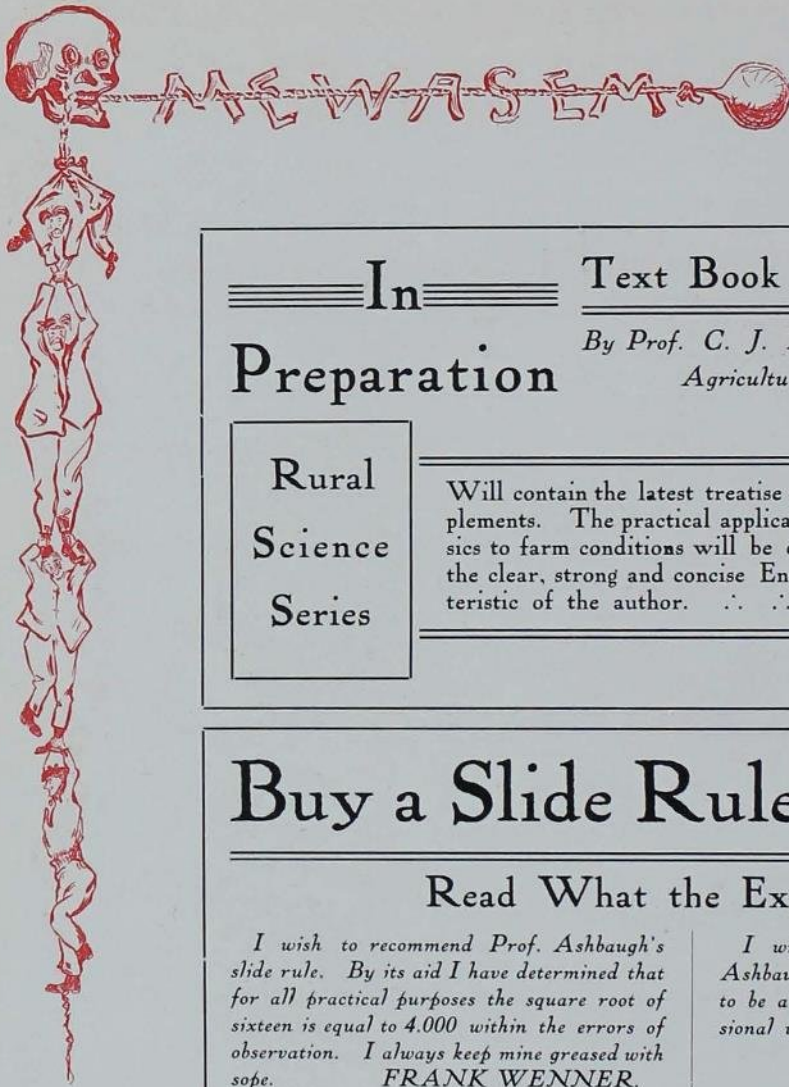 MEWASEM
In
Preparation
Text Book
By Prof. C. J.
Agricultu
Rural
Science
Series
Will contain the latest treatise
plements. The practical applica
sics to farm conditions will be
the clear, strong and concise En
teristic of the author. ∴ ∴
Buy a Slide Rule
Read What the Ex
I wish to recommend Prof. Ashbaugh's
slide rule. By its aid I have determined that
for all practical purposes the square root of
sixteen is equal to 4.000 within the errors of
observation. I always keep mine greased with
sope. FRANK WENNER.
I wi
Ashbau
to be a
sional